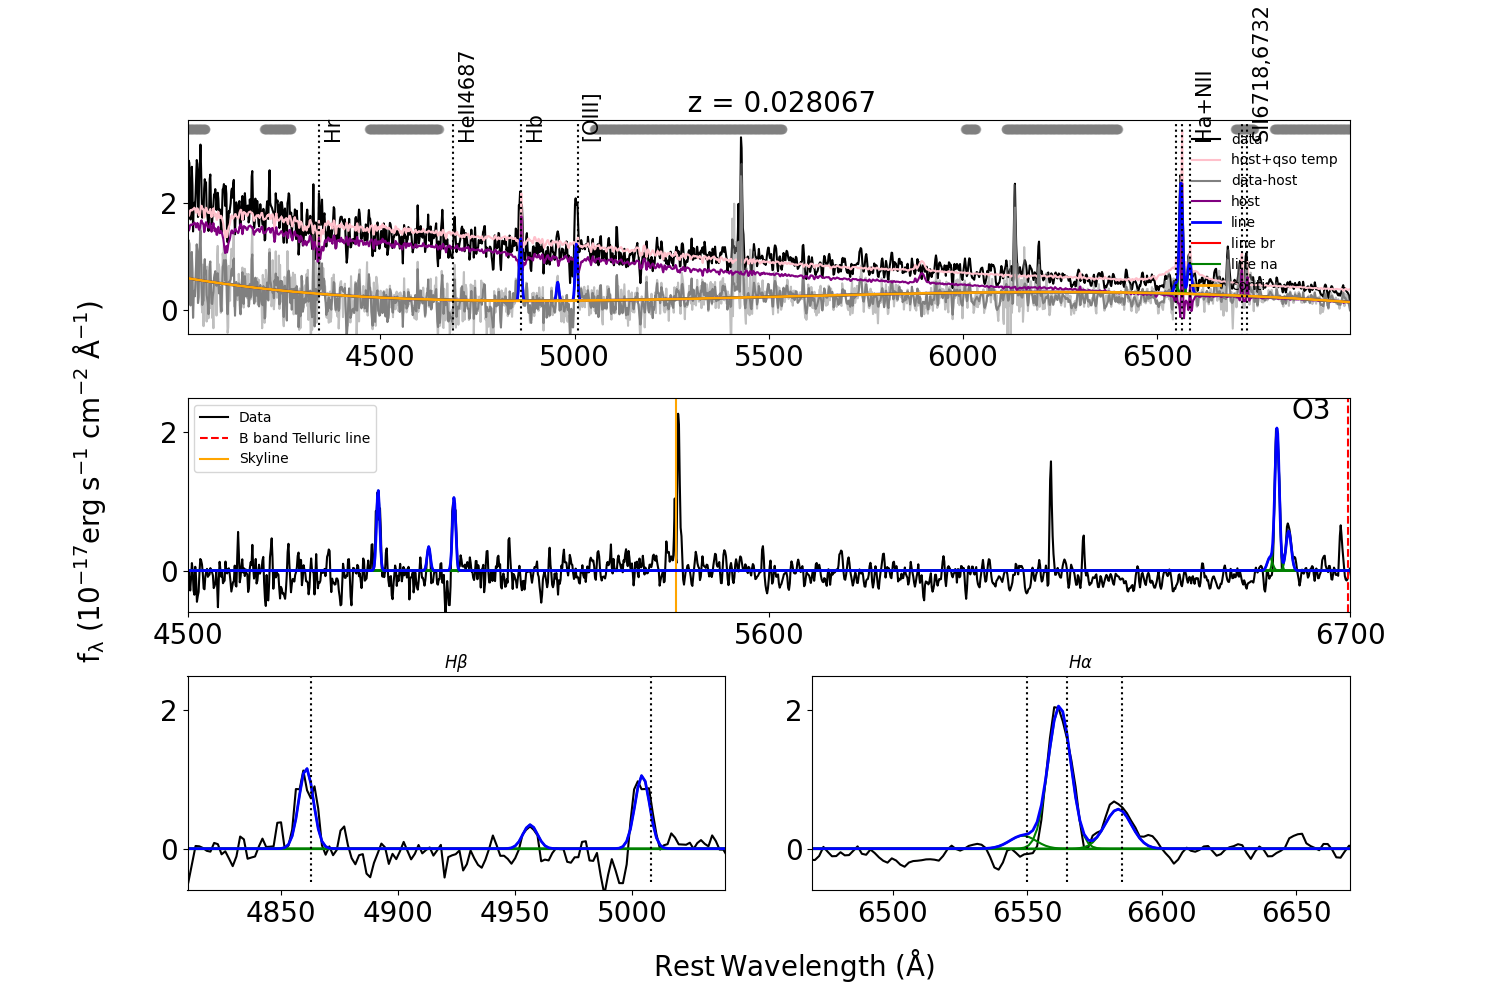 z = 0.028067
Hr
HeII4687
Hb
[OIII]
Ha+NII
SII6718,6732
data
host+qso temp
data-host
host
line
line br
line na
2
0
4500 5000 5500 6000 6500
f_λ (10^−17 erg s^−1 cm^−2 Å^−1)
Data
B band Telluric line
Skyline
O3
2
0
4500 5600 6700
Hβ
Hα
2
0
2
0
4850 4900 4950 5000
6500 6550 6600 6650
Rest Wavelength (Å)